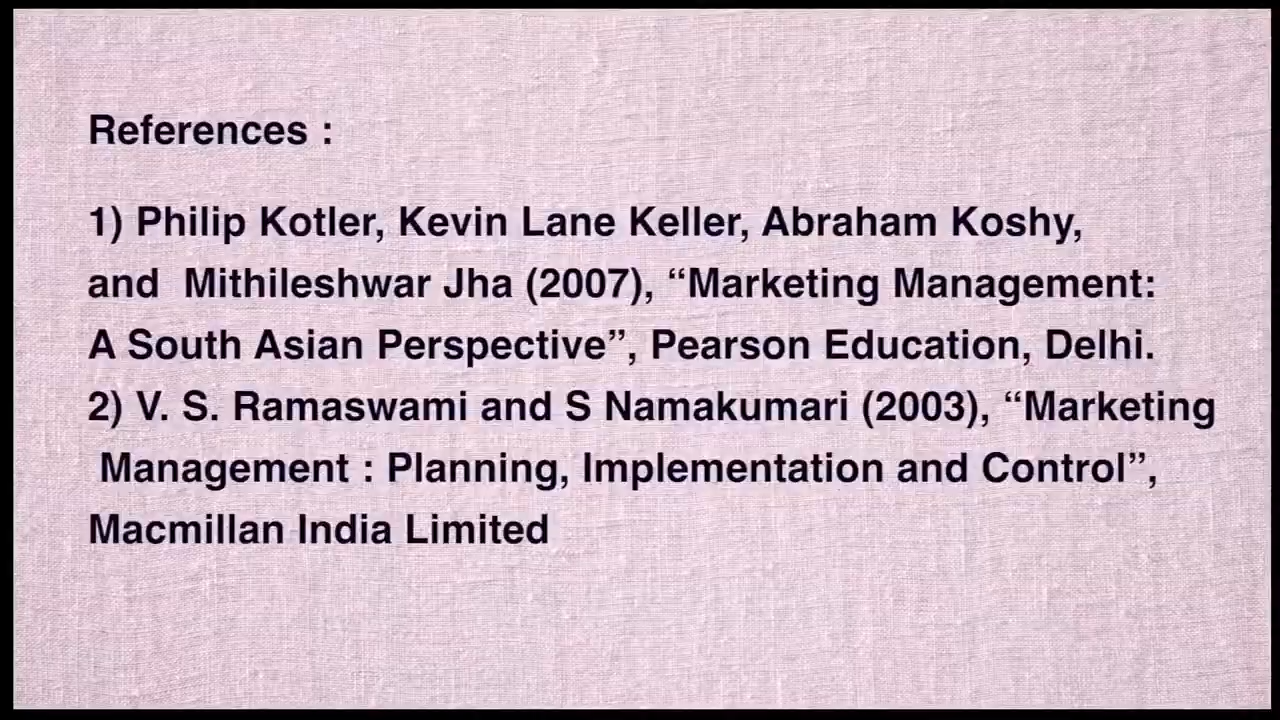 References :
1) Philip Kotler, Kevin Lane Keller, Abraham Koshy,
and Mithileshwar Jha (2007), “Marketing Management:
A South Asian Perspective”, Pearson Education, Delhi.
2) V. S. Ramaswami and S Namakumari (2003), “Marketing
Management : Planning, Implementation and Control”,
Macmillan India Limited